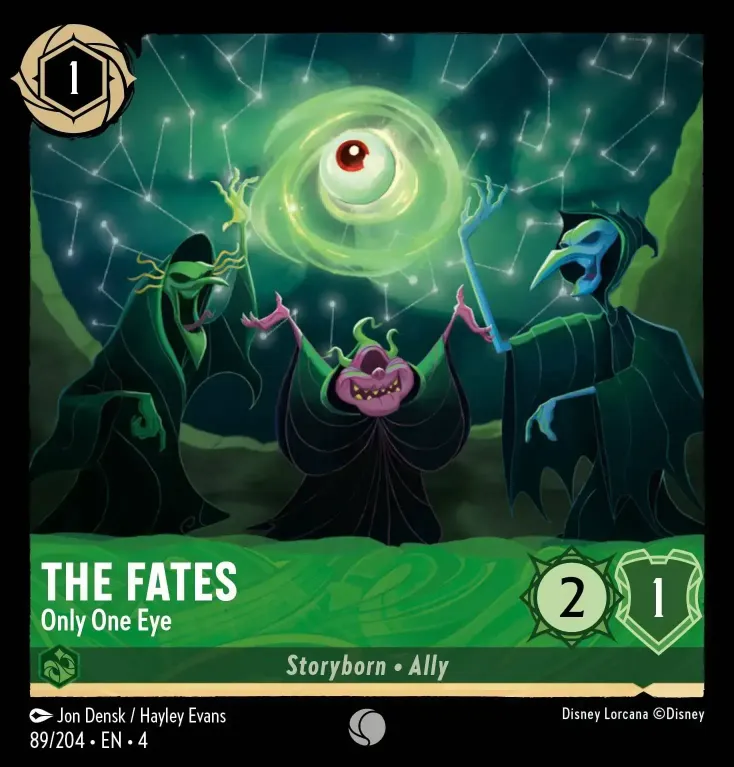 1
THE FATES
Only One Eye
2 1
Storyborn • Ally
Jon Densk / Hayley Evans
Disney Lorcana ©Disney
89/204 • EN • 4